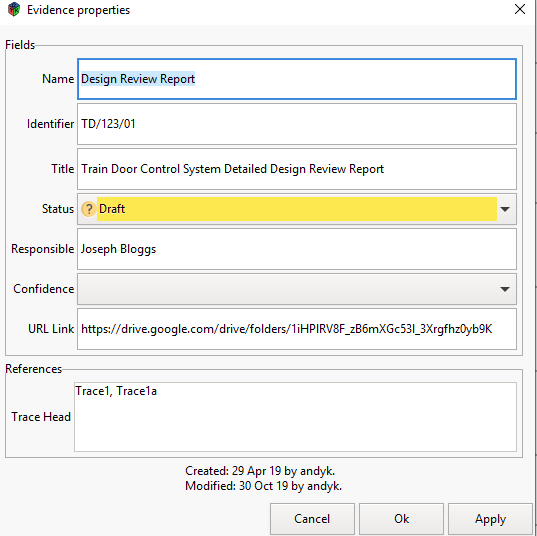 Evidence properties
Fields
Name Design Review Report
Identifier TD/123/01
Title Train Door Control System Detailed Design Review Report
Status ? Draft
Responsible Joseph Bloggs
Confidence
URL Link https://drive.google.com/drive/folders/1iHPIRV8F_zB6mXGc53I_3Xrgfhz0yb9K
References
Trace Head Trace1, Trace1a
Created: 29 Apr 19 by andyk.
Modified: 30 Oct 19 by andyk.
Cancel Ok Apply